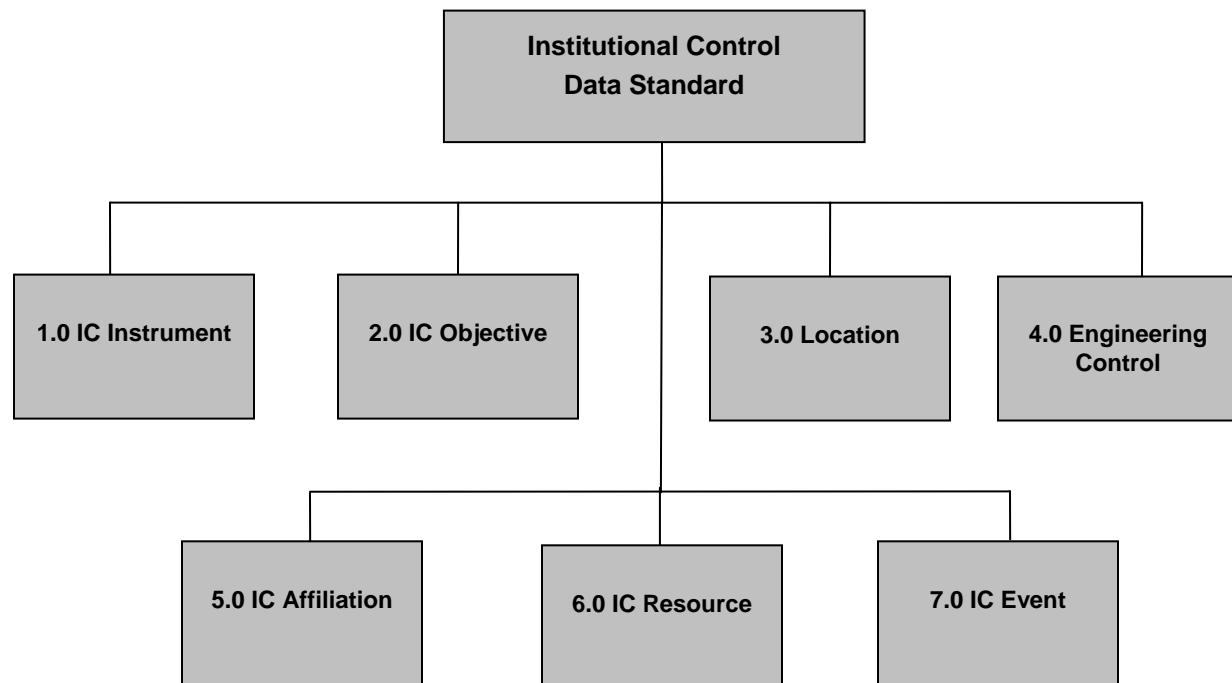 Institutional Control
Data Standard
1.0 IC Instrument
2.0 IC Objective
3.0 Location
4.0 Engineering
Control
5.0 IC Affiliation
6.0 IC Resource
7.0 IC Event